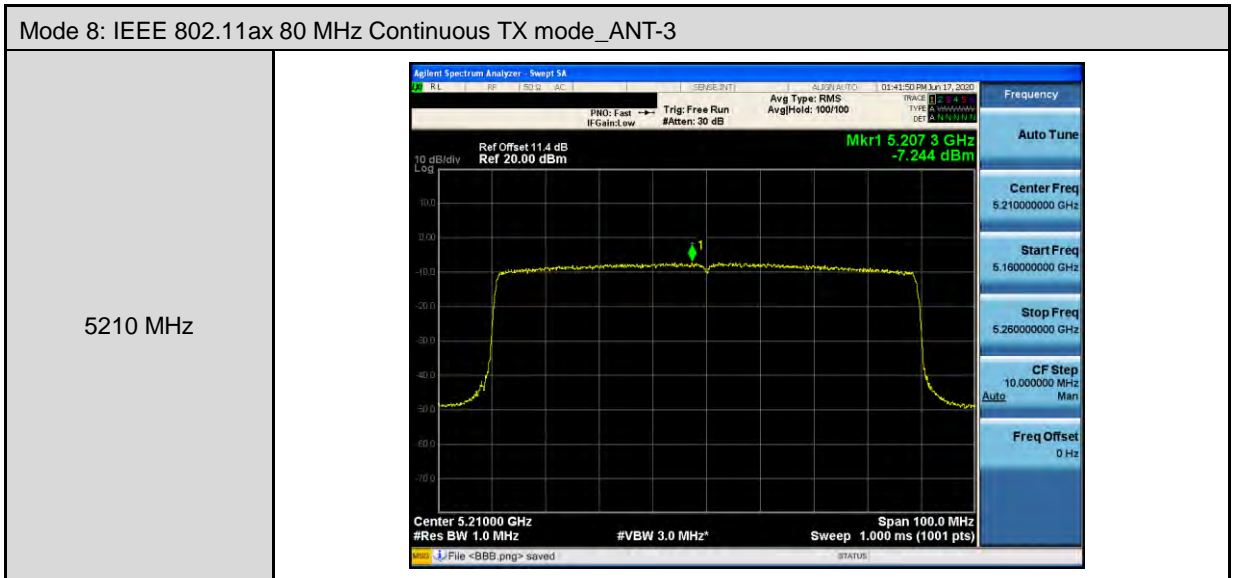 Mode 8: IEEE 802.11ax 80 MHz Continuous TX mode_ANT-3
5210 MHz
Agilent Spectrum Analyzer - Swept SA
RL RF 50 Ω AC SENSE:INT ALIGN AUTO 01:41:50 PM Jun 17, 2020
PNO: Fast Trig: Free Run Avg Type: RMS TRACE 1 2 3 4 5 6
IFGain:Low #Atten: 30 dB Avg|Hold: 100/100 TYPE A
DET A N N N N N
Ref Offset 11.4 dB Mkr1 5.207 3 GHz
10 dB/div Ref 20.00 dBm -7.244 dBm
Log
10.0
0.00
-10.0
-20.0
-30.0
-40.0
-50.0
-60.0
-70.0
1
Center 5.21000 GHz Span 100.0 MHz
#Res BW 1.0 MHz #VBW 3.0 MHz* Sweep 1.000 ms (1001 pts)
MSG File <BBB.png> saved STATUS
Frequency
Auto Tune
Center Freq
5.210000000 GHz
Start Freq
5.160000000 GHz
Stop Freq
5.260000000 GHz
CF Step
10.000000 MHz
Auto Man
Freq Offset
0 Hz